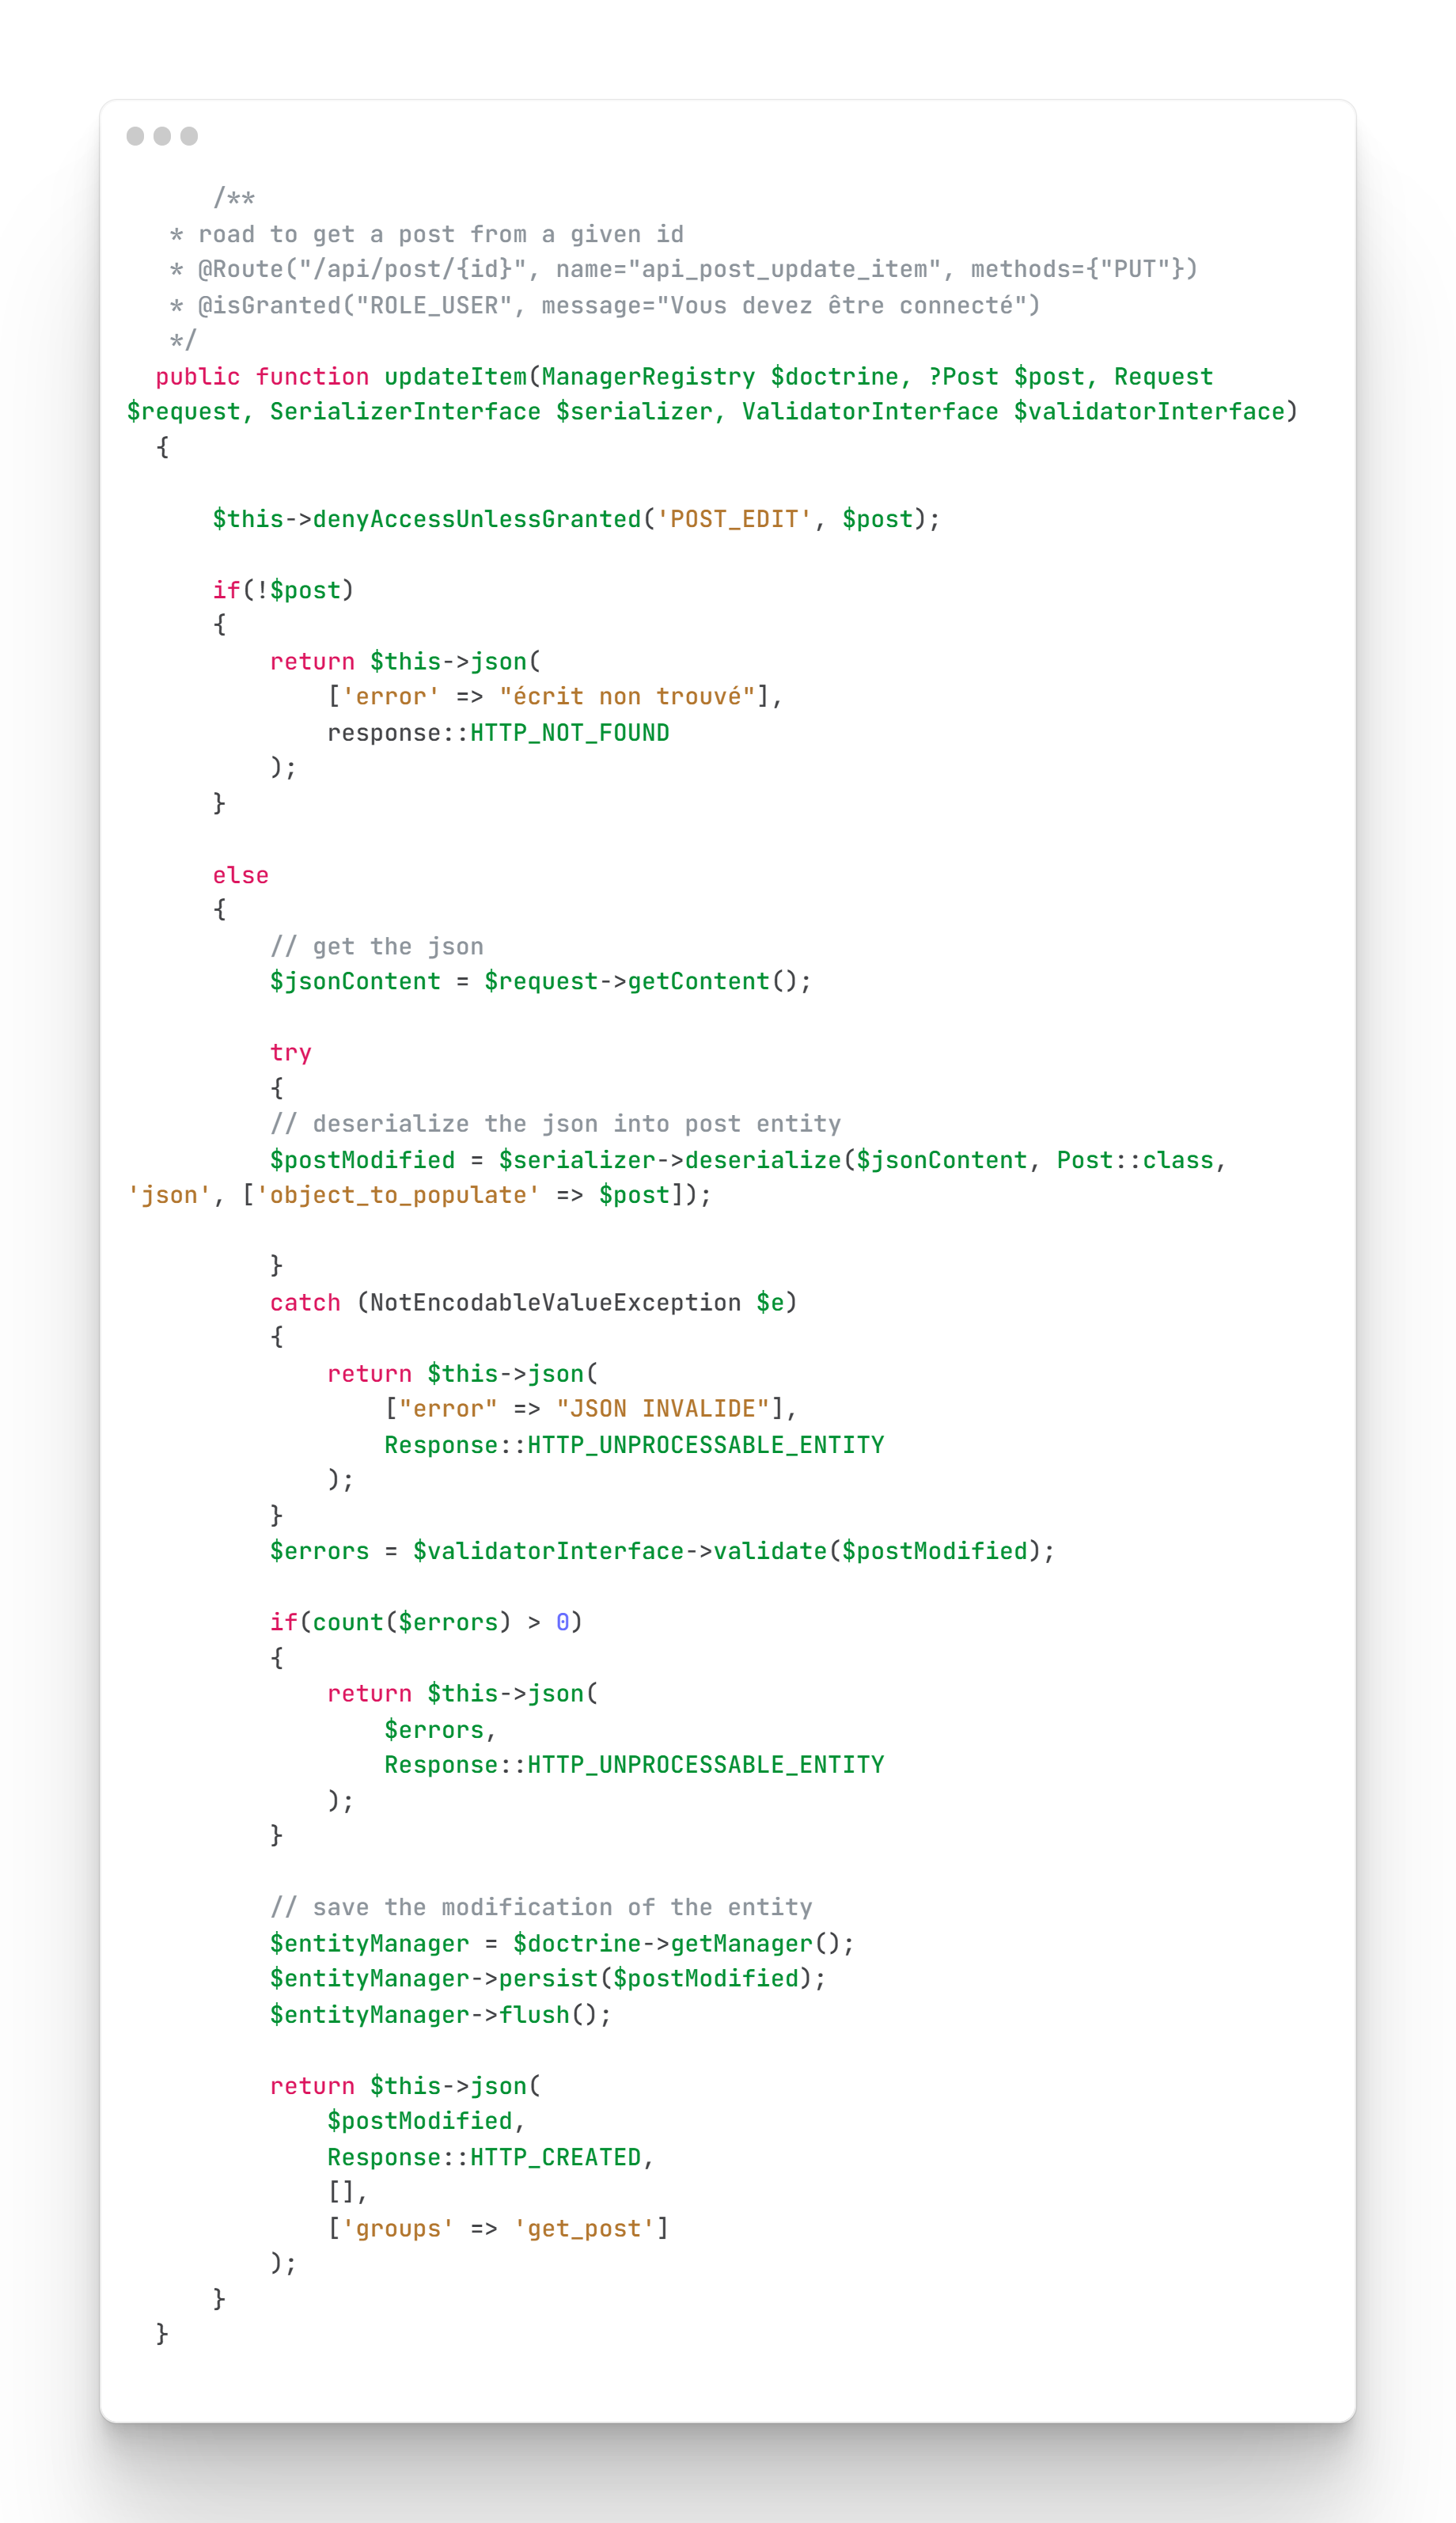 /**
* road to get a post from a given id
* @Route("/api/post/{id}", name="api_post_update_item", methods={"PUT"})
* @isGranted("ROLE_USER", message="Vous devez être connecté")
*/
public function updateItem(ManagerRegistry $doctrine, ?Post $post, Request
$request, SerializerInterface $serializer, ValidatorInterface $validatorInterface)
{
$this->denyAccessUnlessGranted('POST_EDIT', $post);
if(!$post)
{
return $this->json(
['error' => "écrit non trouvé"],
response::HTTP_NOT_FOUND
);
}
else
{
// get the json
$jsonContent = $request->getContent();
try
{
// deserialize the json into post entity
$postModified = $serializer->deserialize($jsonContent, Post::class,
'json', ['object_to_populate' => $post]);
}
catch (NotEncodableValueException $e)
{
return $this->json(
["error" => "JSON INVALIDE"],
Response::HTTP_UNPROCESSABLE_ENTITY
);
}
$errors = $validatorInterface->validate($postModified);
if(count($errors) > 0)
{
return $this->json(
$errors,
Response::HTTP_UNPROCESSABLE_ENTITY
);
}
// save the modification of the entity
$entityManager = $doctrine->getManager();
$entityManager->persist($postModified);
$entityManager->flush();
return $this->json(
$postModified,
Response::HTTP_CREATED,
[],
['groups' => 'get_post']
);
}
}